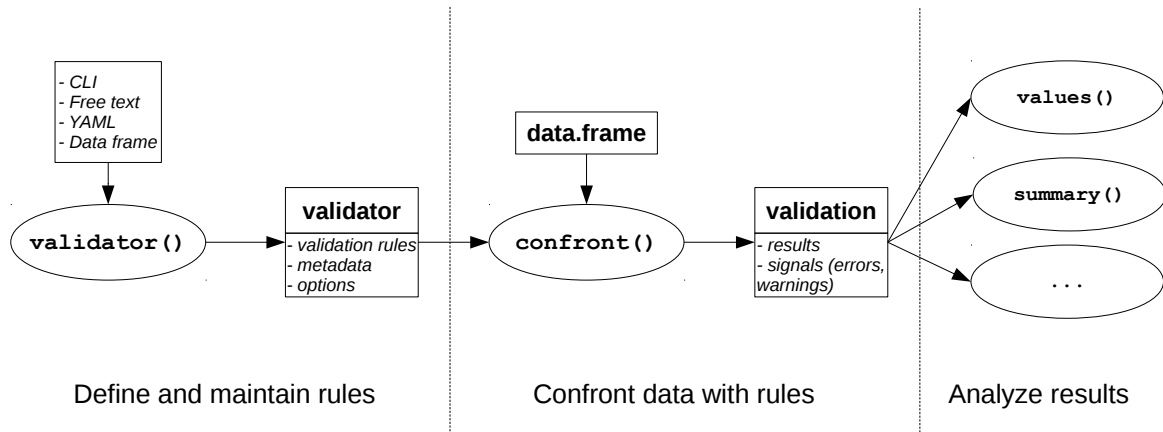 - CLI
- Free text
- YAML
- Data frame
validator()
validator
- validation rules
- metadata
- options
data.frame
confront()
validation
- results
- signals (errors,
warnings)
values()
summary()
...
Define and maintain rules
Confront data with rules
Analyze results